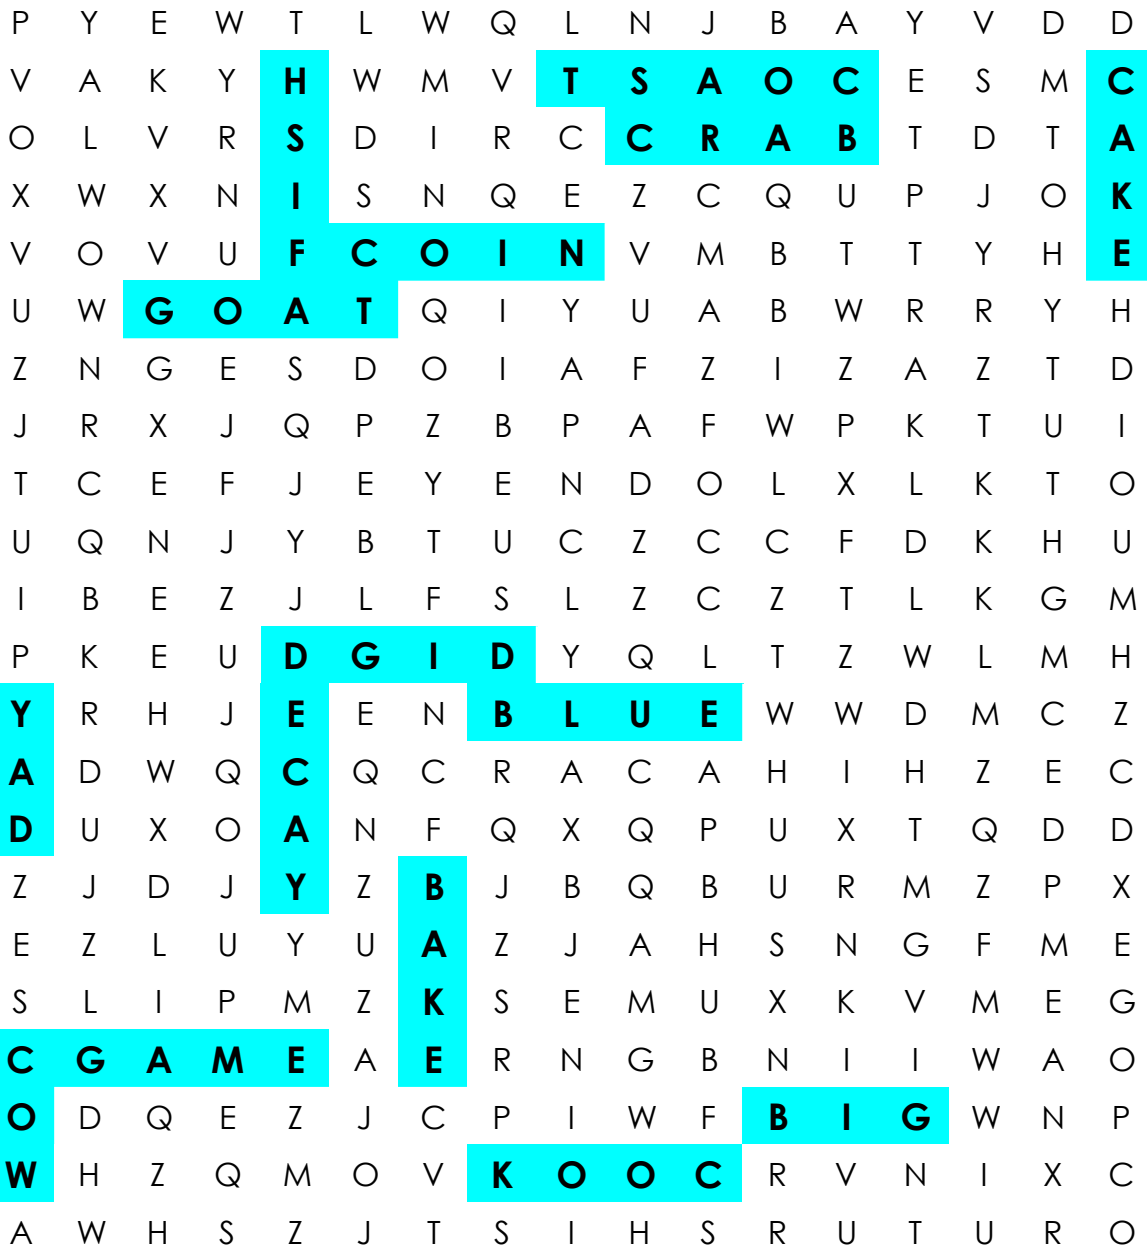 P Y E W T L W Q L N J B A Y V D D
V A K Y H W M V T S A O C E S M C
O L V R S D I R C C R A B T D T A
X W X N I S N Q E Z C Q U P J O K
V O V U F C O I N V M B T T Y H E
U W G O A T Q I Y U A B W R R Y H
Z N G E S D O I A F Z I Z A Z T D
J R X J Q P Z B P A F W P K T U I
T C E F J E Y E N D O L X L K T O
U Q N J Y B T U C Z C C F D K H U
I B E Z J L F S L Z C Z T L K G M
P K E U D G I D Y Q L T Z W L M H
Y R H J E E N B L U E W W D M C Z
A D W Q C Q C R A C A H I H Z E C
D U X O A N F Q X Q P U X T Q D D
Z J D J Y Z B J B Q B U R M Z P X
E Z L U Y U A Z J A H S N G F M E
S L I P M Z K S E M U X K V M E G
C G A M E A E R N G B N I I W A O
O D Q E Z J C P I W F B I G W N P
W H Z Q M O V K O O C R V N I X C
A W H S Z J T S I H S R U T U R O